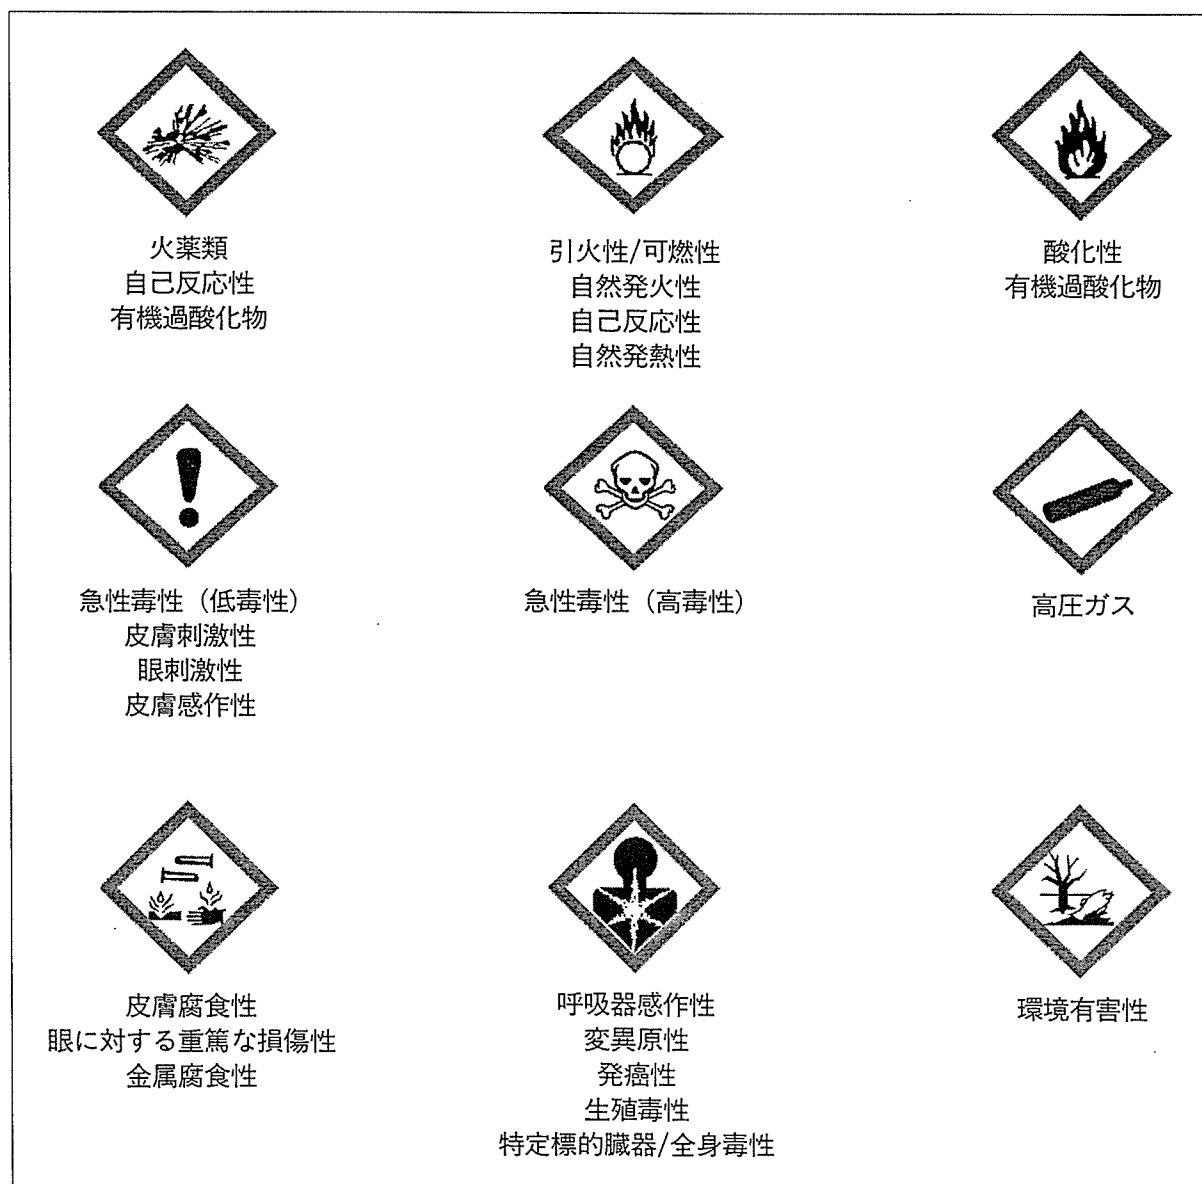 火薬類
自己反応性
有機過酸化物
引火性/可燃性
自然発火性
自己反応性
自然発熱性
酸化性
有機過酸化物
急性毒性（低毒性）
皮膚刺激性
眼刺激性
皮膚感作性
急性毒性（高毒性）
高圧ガス
皮膚腐食性
眼に対する重篤な損傷性
金属腐食性
呼吸器感作性
変異原性
発癌性
生殖毒性
特定標的臓器/全身毒性
環境有害性